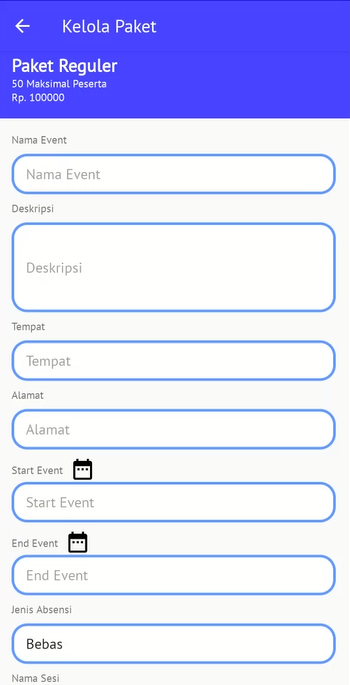 Kelola Paket
Paket Reguler
50 Maksimal Peserta
Rp. 100000
Nama Event
Nama Event
Deskripsi
Deskripsi
Tempat
Tempat
Alamat
Alamat
Start Event
Start Event
End Event
End Event
Jenis Absensi
Bebas
Nama Sesi